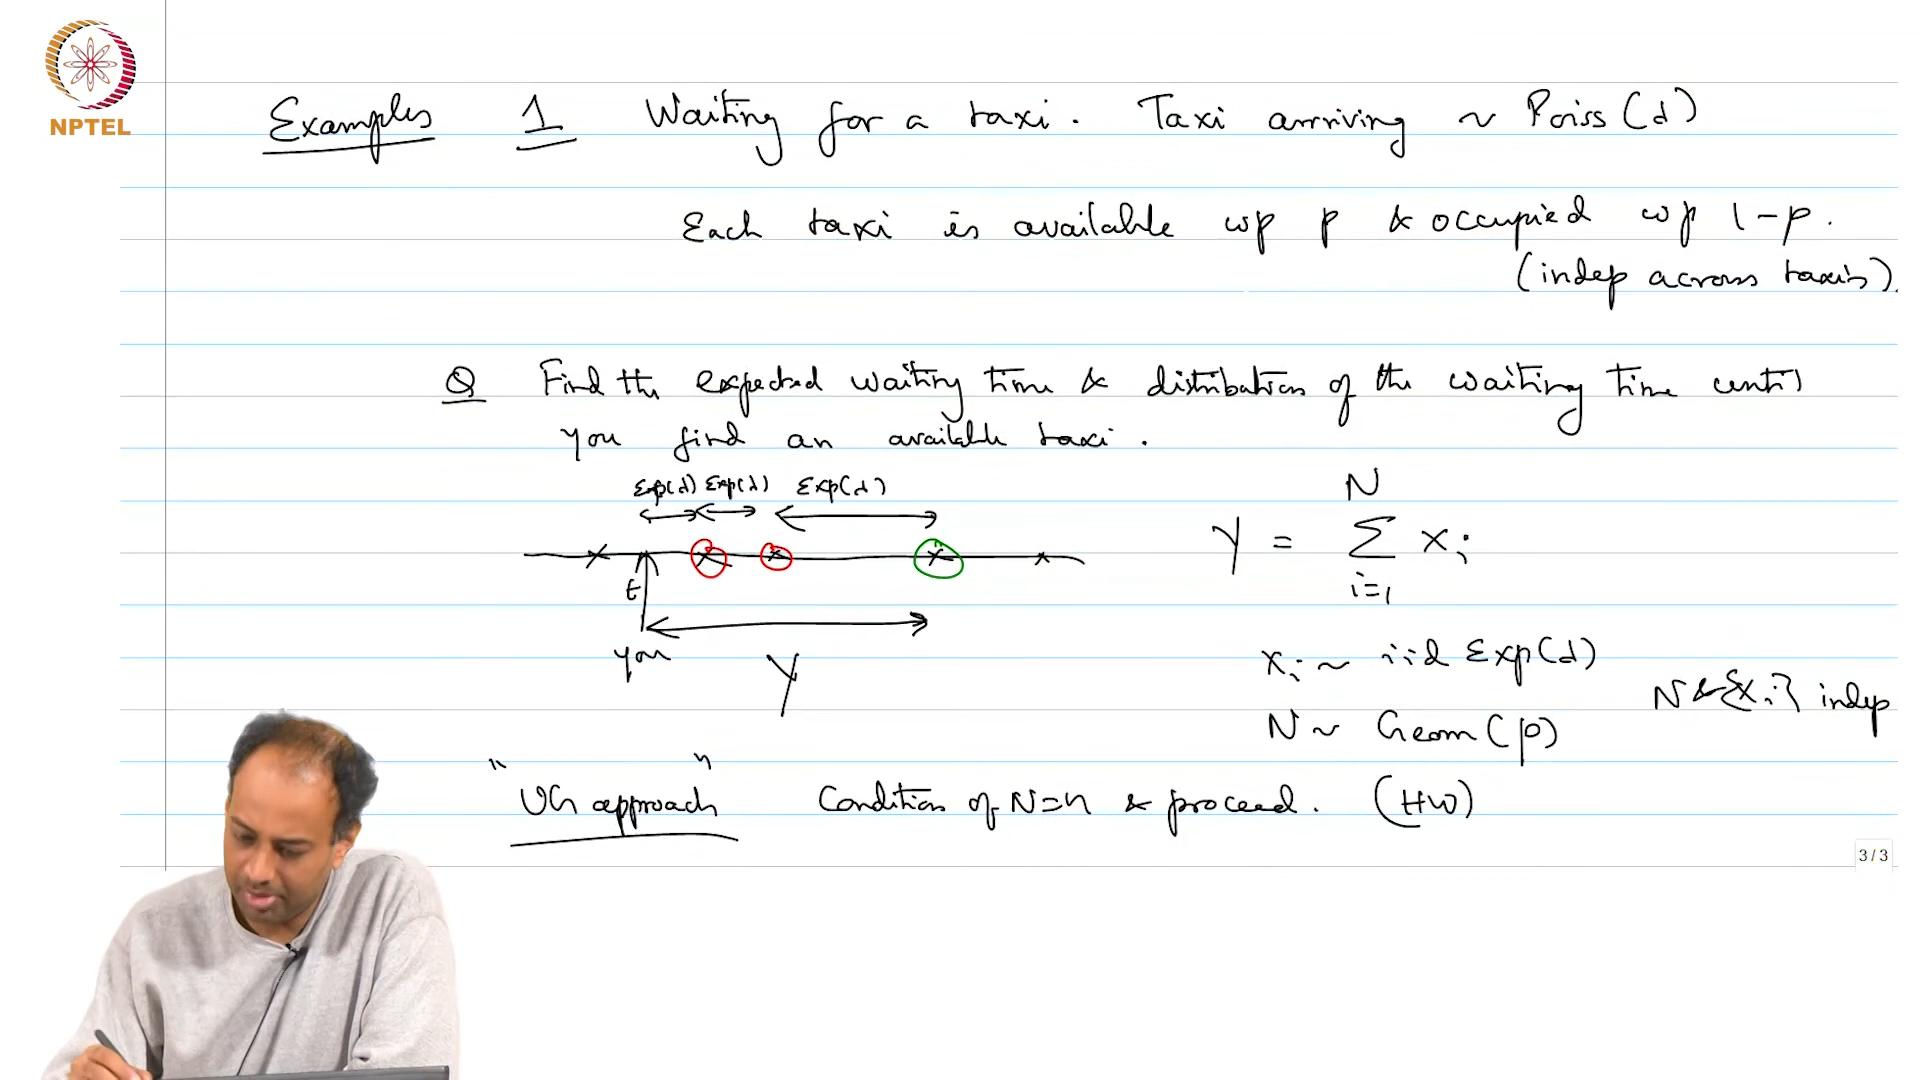 NPTEL
Examples 1 Waiting for a taxi. Taxi arriving ~ Poiss(λ)
Each taxi is available wp p & occupied wp 1-p.
(indep across taxis).
Q Find the expected waiting time & distribution of the waiting time until
you find an available taxi.
Exp(λ) Exp(λ) Exp(λ)
t
you
Y
Y = N Σ i=1 Xi
Xi ~ iid Exp(λ)
N ~ Geom(p)
N & {Xi} indep
"UG approach" Condition of N=n & proceed. (HW)
3 / 3